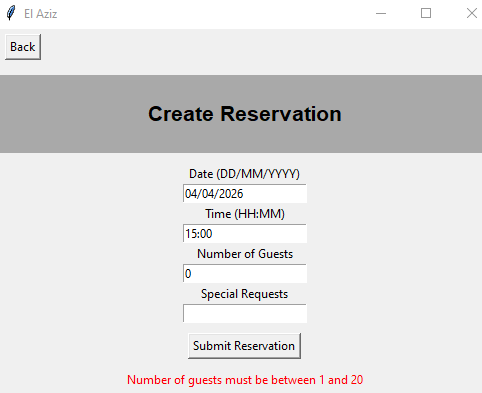 El Aziz
Back
Create Reservation
Date (DD/MM/YYYY)
04/04/2026
Time (HH:MM)
15:00
Number of Guests
0
Special Requests
Submit Reservation
Number of guests must be between 1 and 20